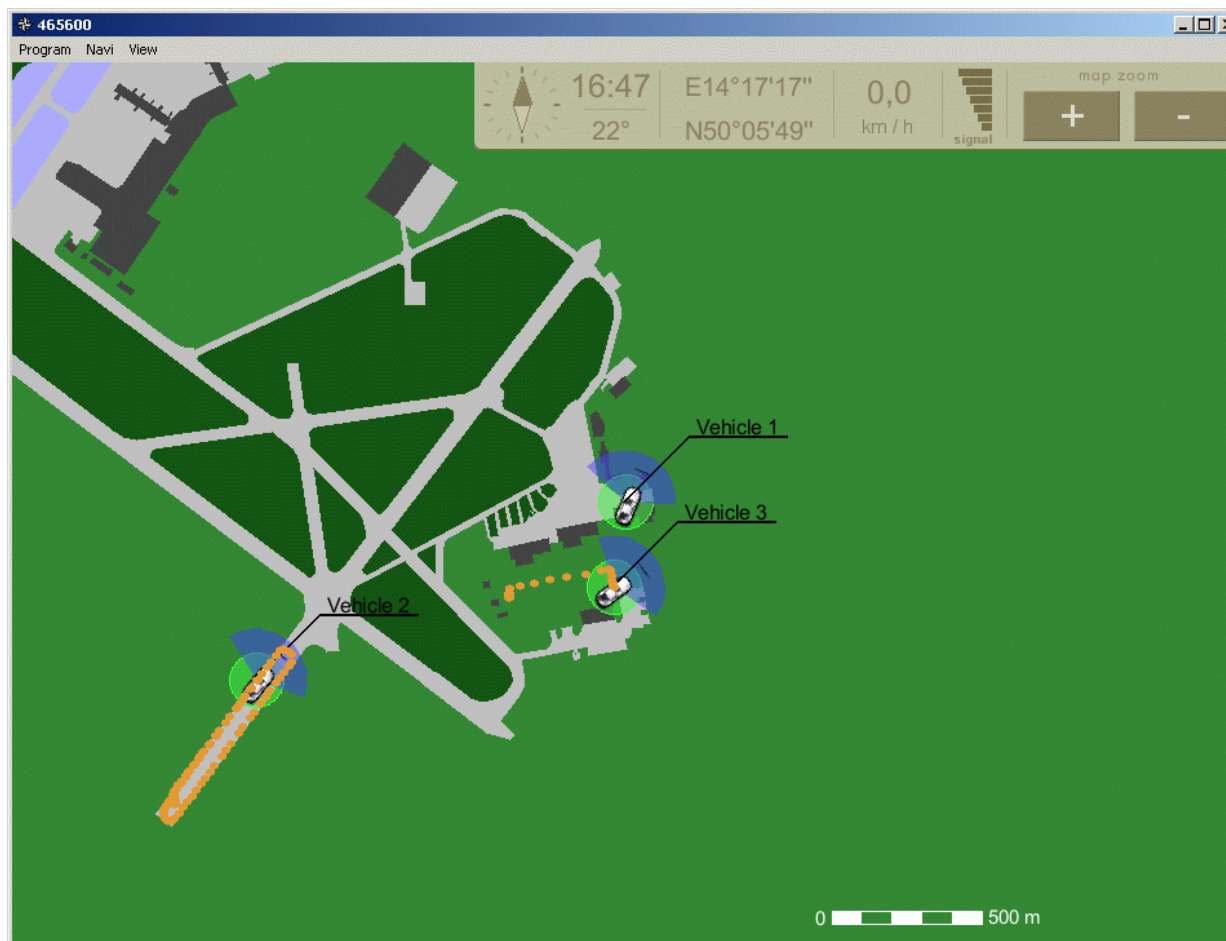 465600
Program Navi View
16:47
22°
E14°17'17"
N50°05'49"
0,0
km / h
signal
map zoom
+ -
Vehicle 1
Vehicle 3
Vehicle 2
0 500 m